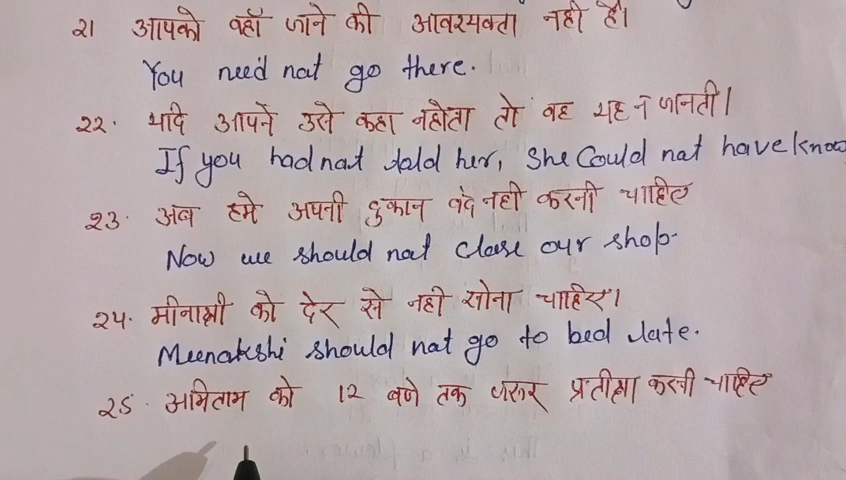 २१ आपको वहाँ जाने की आवश्यकता नही है।
You need not go there.
२२. यदि आपने उसे कहा नहोता तो वह यह न जानती।
If you had not told her, She Could not have know
२३. अब हमे अपनी दुकान बंद नही करनी चाहिए
Now we should not close our shop.
२४. मीनाक्षी को देर से नही सोना चाहिए।
Meenakshi should not go to bed late.
२५. अमिताभ को 12 बजे तक जरूर प्रतीक्षा करनी चाहिए